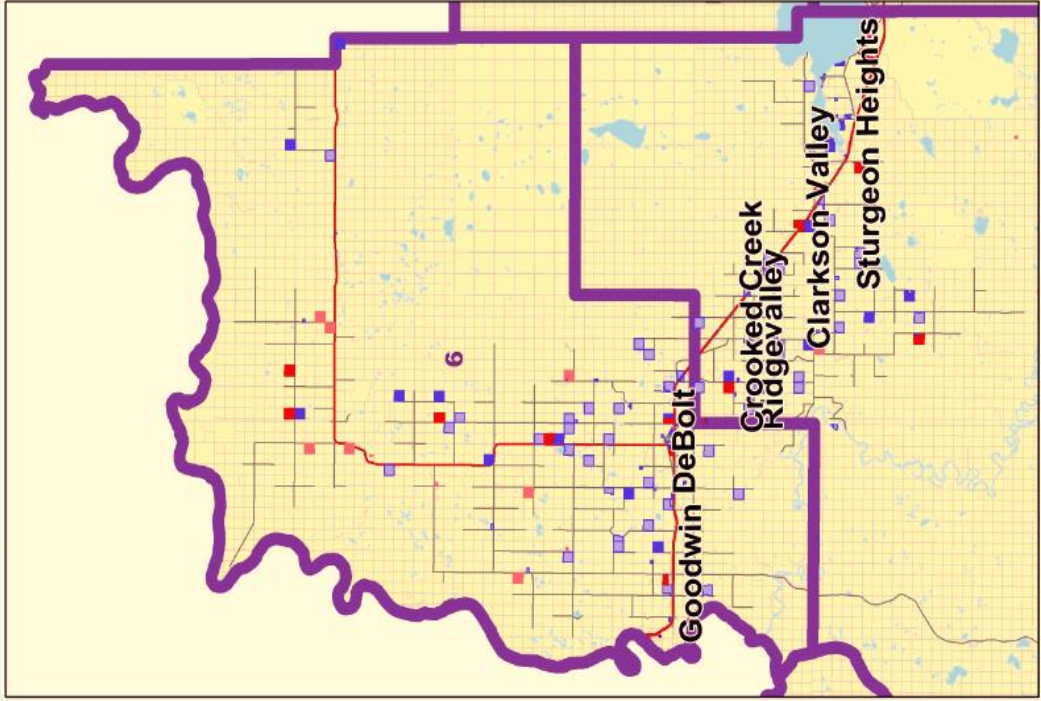 6
Crooked Creek
Ridgevalley
Clarkson Valley
Sturgeon Heights
Goodwin
DeBolt